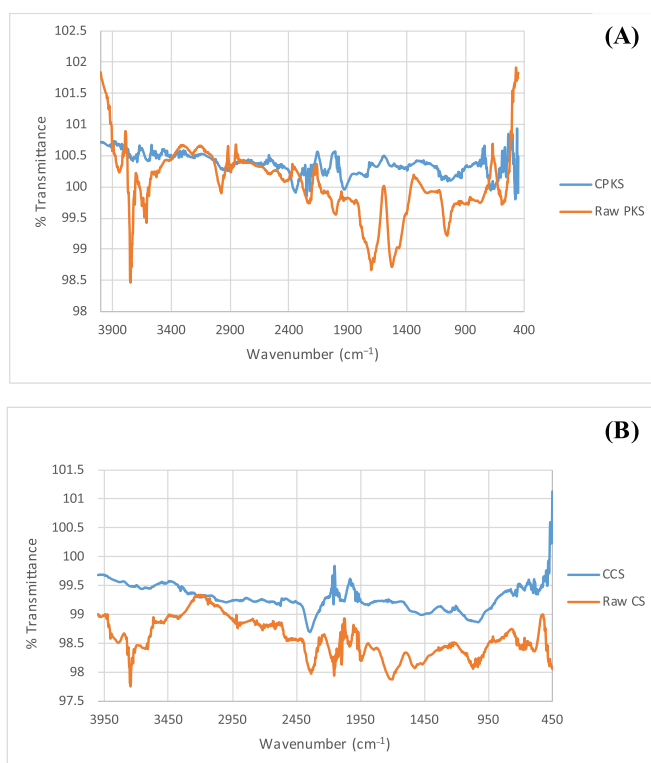 (A)
102.5
102
101.5
101
100.5
100
99.5
99
98.5
98
% Transmittance
3900 3400 2900 2400 1900 1400 900 400
Wavenumber (cm⁻¹)
CPKS
Raw PKS
(B)
101.5
101
100.5
100
99.5
99
98.5
98
97.5
% Transmittance
3950 3450 2950 2450 1950 1450 950 450
Wavenumber (cm⁻¹)
CCS
Raw CS